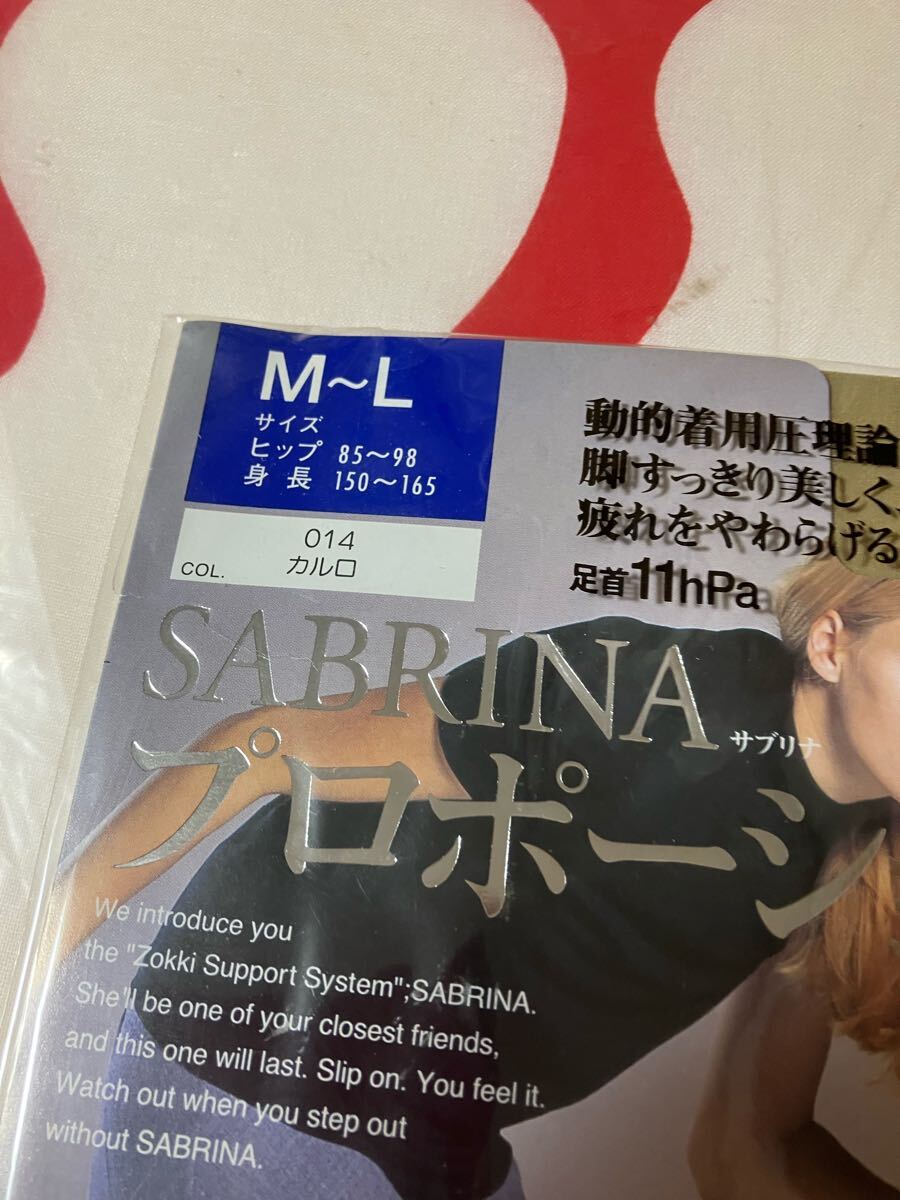 M～L
サイズ
ヒップ 85～98
身長 150～165
014
COL. カルロ
動的着用圧理論
脚すっきり美しく、
疲れをやわらげる
足首11hPa
SABRINA
サブリナ
プロポーシ
We introduce you
the "Zokki Support System";SABRINA.
She'll be one of your closest friends,
and this one will last. Slip on. You feel it.
Watch out when you step out
without SABRINA.